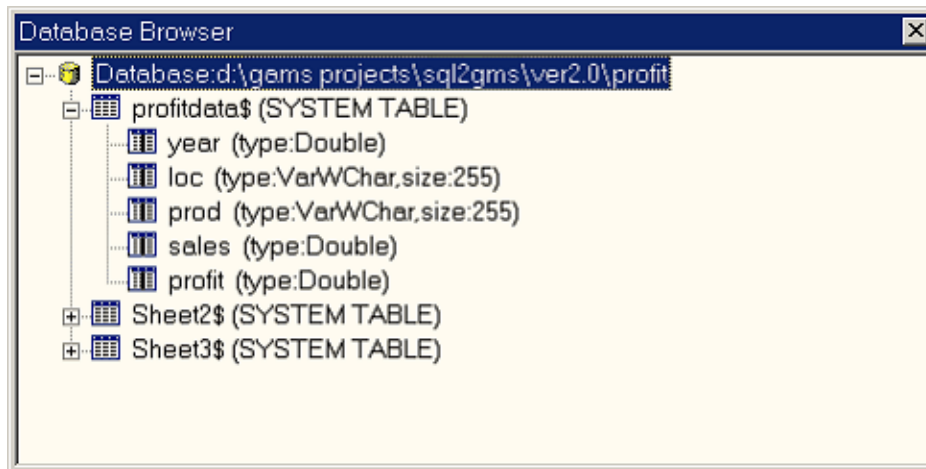 Database Browser
Database:d:\gams projects\sql2gms\ver2.0\profit
profitdata$ (SYSTEM TABLE)
year (type:Double)
loc (type:VarWChar,size:255)
prod (type:VarWChar,size:255)
sales (type:Double)
profit (type:Double)
Sheet2$ (SYSTEM TABLE)
Sheet3$ (SYSTEM TABLE)